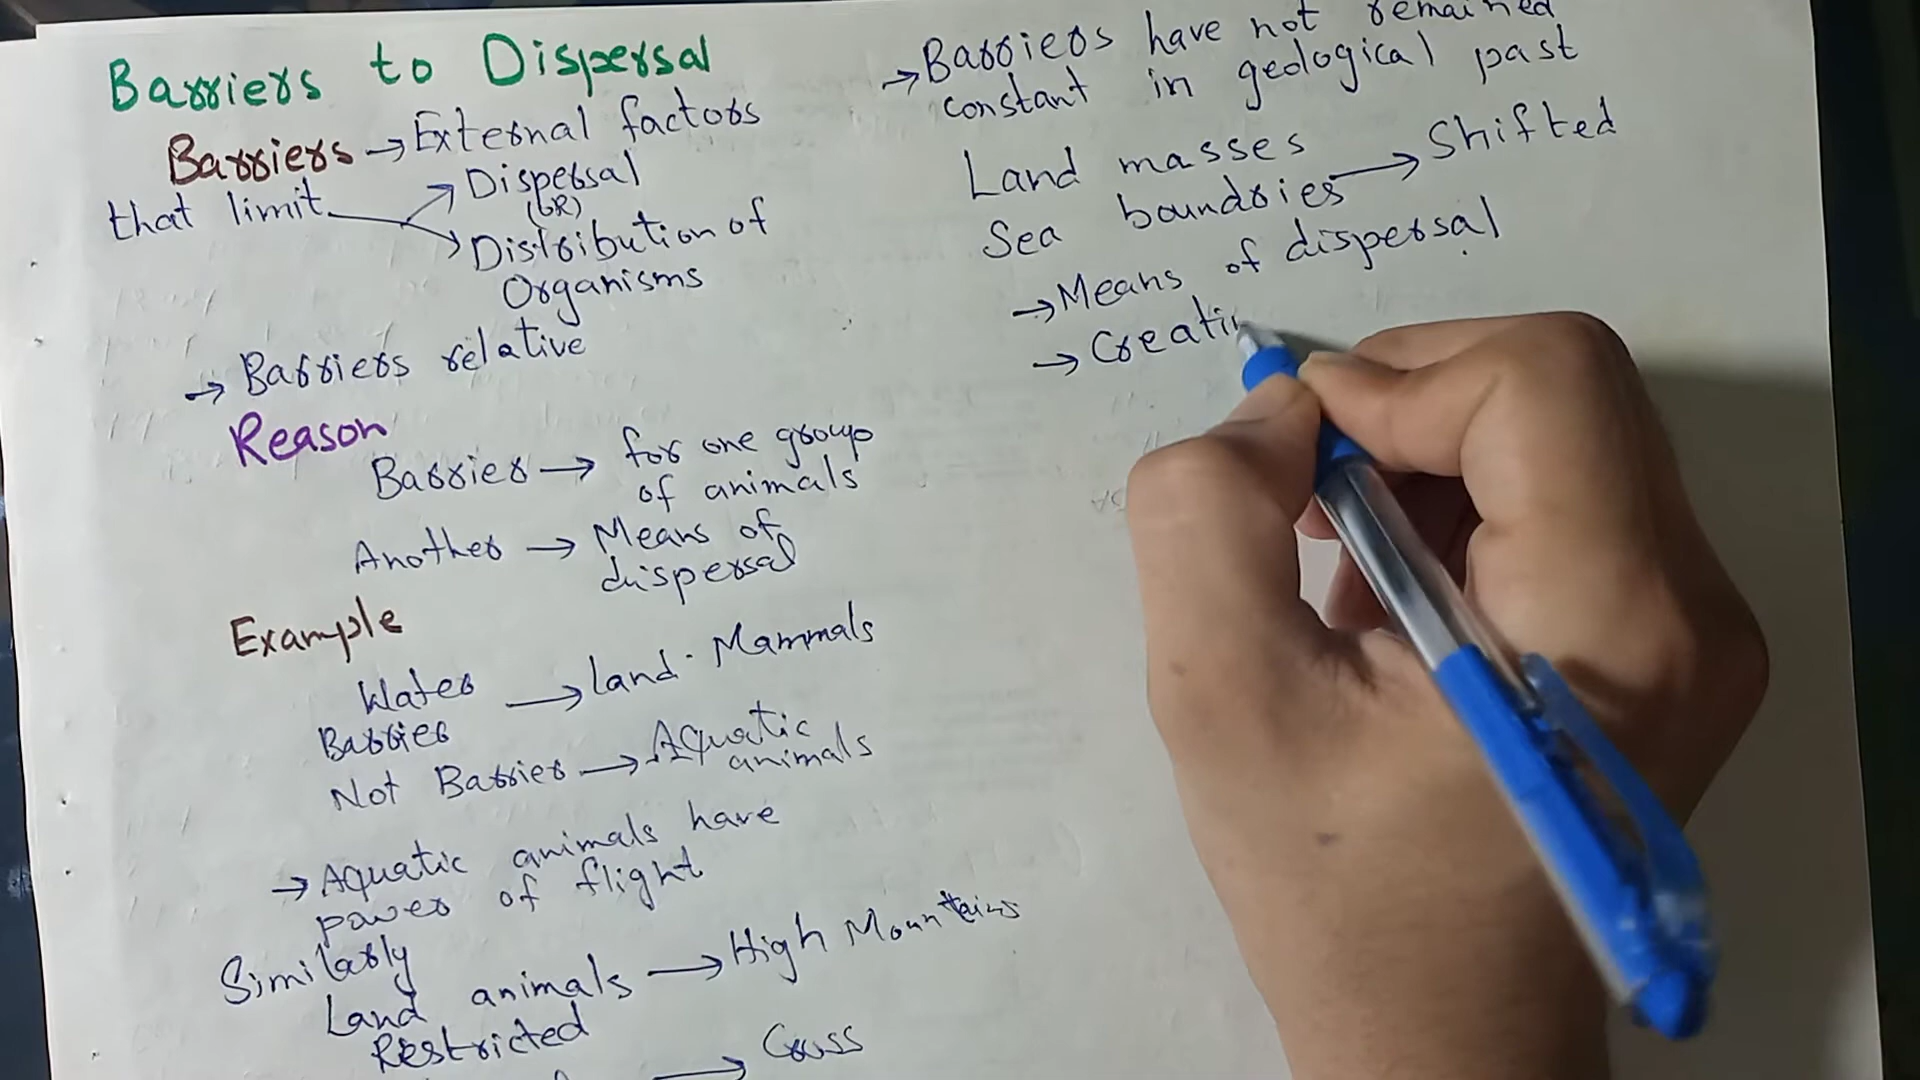 Barriers to Dispersal
Barriers → External factors
that limit → Dispersal
(or)
→ Distribution of
Organisms
→ Barriers relative
Reason
Barrier → for one group
of animals
Another → Means of
dispersal
Example
Water → Land. Mammals
Barrier
Not Barrier → Aquatic
animals
→ Aquatic animals have
power of flight
Similarly
Land animals → High Mountains
Restricted
→ Cross
→ Barriers have not remained
constant in geological past
Land masses
Sea boundries → Shifted
→ Means of dispersal
→ Creatin